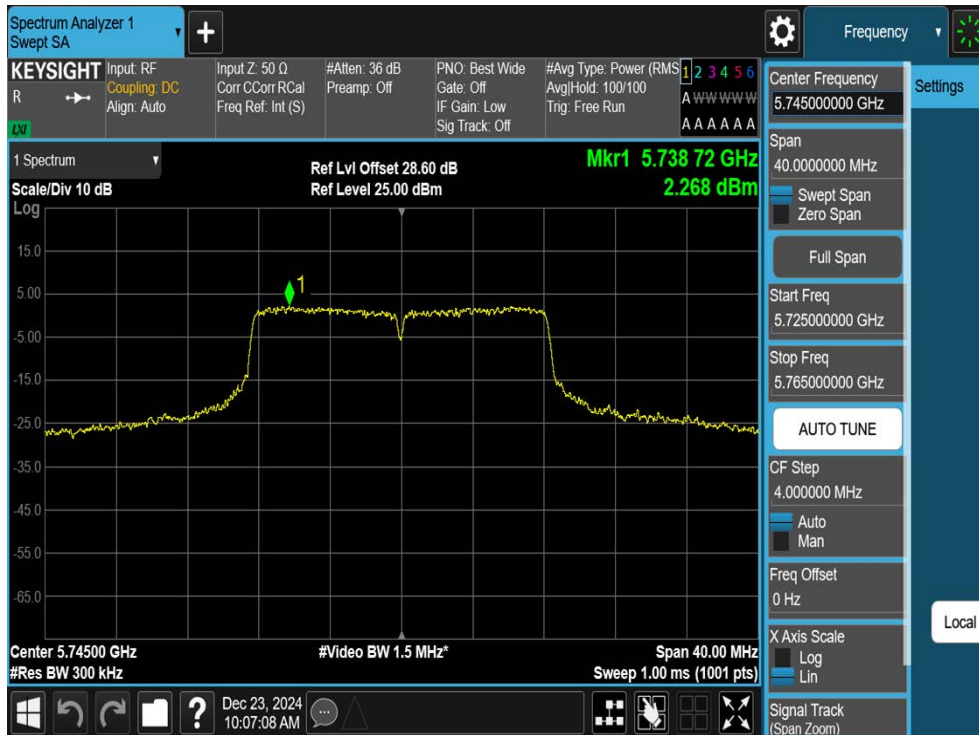 Spectrum Analyzer 1
Swept SA
+
Frequency
KEYSIGHT
R
LXI
Input: RF
Coupling: DC
Align: Auto
Input Z: 50 Ω
Corr CCorr RCal
Freq Ref: Int (S)
#Atten: 36 dB
Preamp: Off
PNO: Best Wide
Gate: Off
IF Gain: Low
Sig Track: Off
#Avg Type: Power (RMS
Avg|Hold: 100/100
Trig: Free Run
1 2 3 4 5 6
A W W W W W
A A A A A A
1 Spectrum
Scale/Div 10 dB
Log
Ref Lvl Offset 28.60 dB
Ref Level 25.00 dBm
Mkr1 5.738 72 GHz
2.268 dBm
15.0
5.00
-5.00
-15.0
-25.0
-35.0
-45.0
-55.0
-65.0
1
Center 5.74500 GHz
#Res BW 300 kHz
#Video BW 1.5 MHz*
Span 40.00 MHz
Sweep 1.00 ms (1001 pts)
Center Frequency
5.745000000 GHz
Span
40.0000000 MHz
Swept Span
Zero Span
Full Span
Start Freq
5.725000000 GHz
Stop Freq
5.765000000 GHz
AUTO TUNE
CF Step
4.000000 MHz
Auto
Man
Freq Offset
0 Hz
X Axis Scale
Log
Lin
Signal Track
(Span Zoom)
Settings
Local
?
Dec 23, 2024
10:07:08 AM